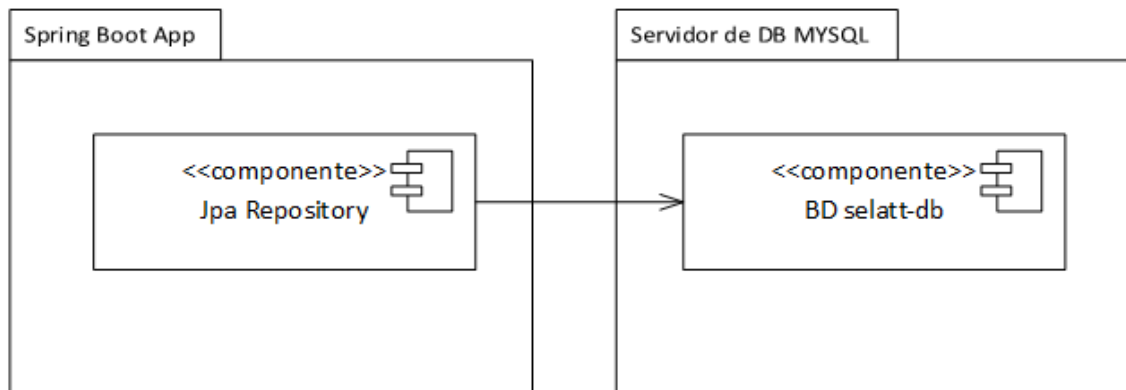 Spring Boot App
Servidor de DB MYSQL
<<componente>>
Jpa Repository
<<componente>>
BD selatt-db